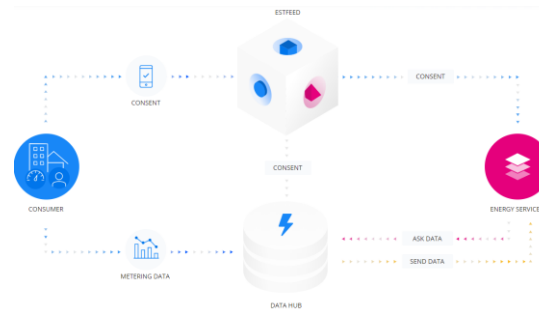 ESTFEED
CONSENT
CONSENT
CONSENT
CONSUMER
ENERGY SERVICE
ASK DATA
SEND DATA
METERING DATA
DATA HUB